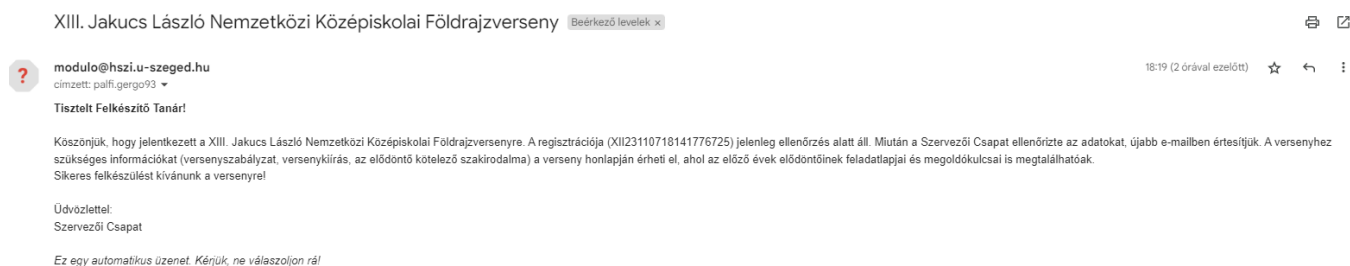 XIII. Jakucs László Nemzetközi Középiskolai Földrajzverseny Beérkező levelek ×
modulo@hszi.u-szeged.hu 18:19 (2 órával ezelőtt)
címzett: palfi.gergo93
Tisztelt Felkészítő Tanár!
Köszönjük, hogy jelentkezett a XIII. Jakucs László Nemzetközi Középiskolai Földrajzversenyre. A regisztrációja (XII23110718141776725) jelenleg ellenőrzés alatt áll. Miután a Szervezői Csapat ellenőrizte az adatokat, újabb e-mailben értesítjük. A versenyhez
szükséges információkat (versenyszabályzat, versenykiírás, az elődöntő kötelező szakirodalma) a verseny honlapján érheti el, ahol az előző évek elődöntőinek feladatlapjai és megoldókulcsai is megtalálhatóak.
Sikeres felkészülést kívánunk a versenyre!
Üdvözlettel:
Szervezői Csapat
Ez egy automatikus üzenet. Kérjük, ne válaszoljon rá!